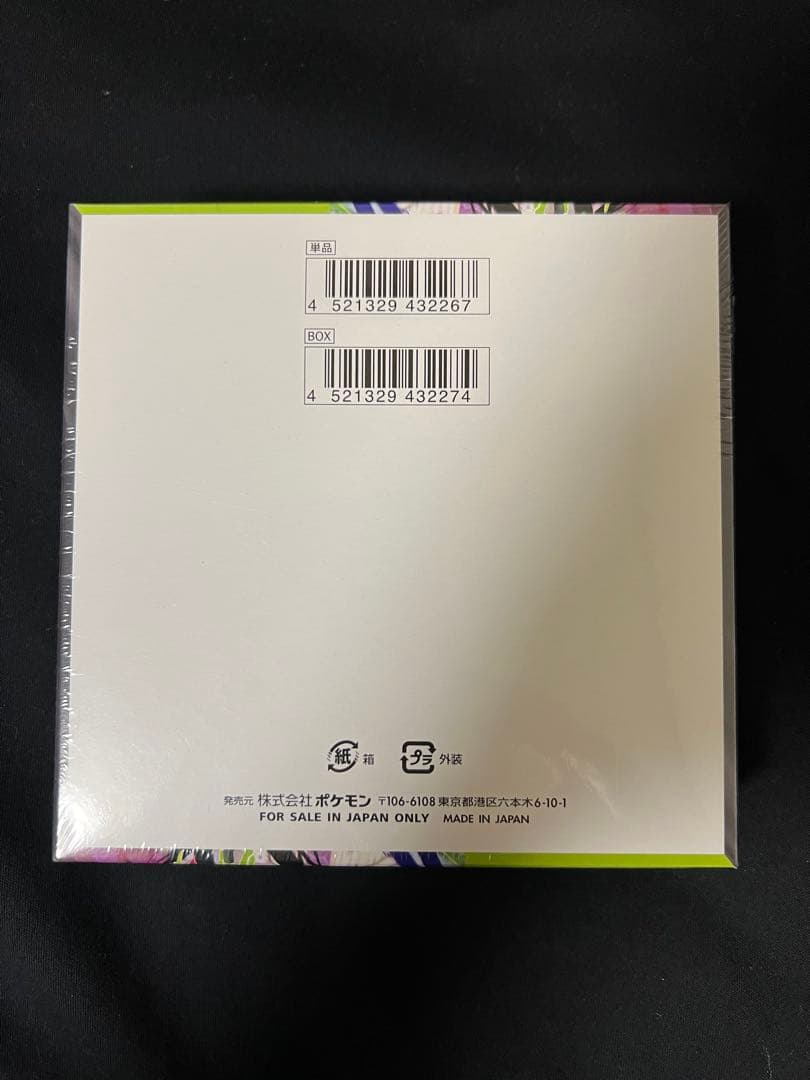 単品
4 521329 432267
BOX
4 521329 432274
紙 箱 プラ 外装
発売元 株式会社 ポケモン 〒106-6108 東京都港区六本木6-10-1
FOR SALE IN JAPAN ONLY MADE IN JAPAN